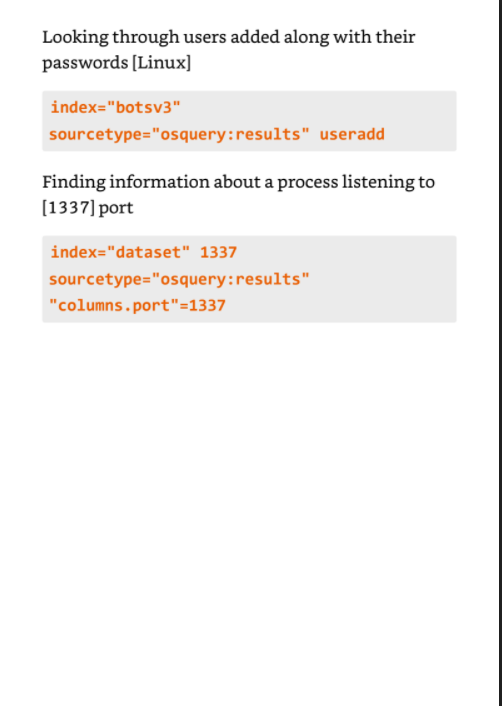 Looking through users added along with their
passwords [Linux]
index="botsv3"
sourcetype="osquery:results" useradd
Finding information about a process listening to
[1337] port
index="dataset" 1337
sourcetype="osquery:results"
"columns.port"=1337